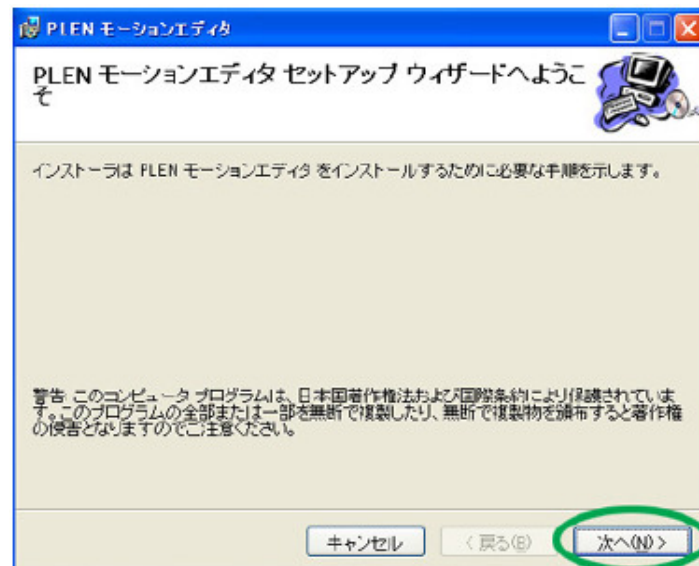 PLEN モーションエディタ
PLEN モーションエディタ セットアップ ウィザードへようこ
そ
インストーラは PLEN モーションエディタ をインストールするために必要な手順を示します。
警告: このコンピュータ プログラムは、日本国著作権法および国際条約により保護されていま
す。このプログラムの全部または一部を無断で複製したり、無断で複製物を頒布すると著作権
の侵害となりますのでご注意ください。
キャンセル
< 戻る(B)
次へ(N) >